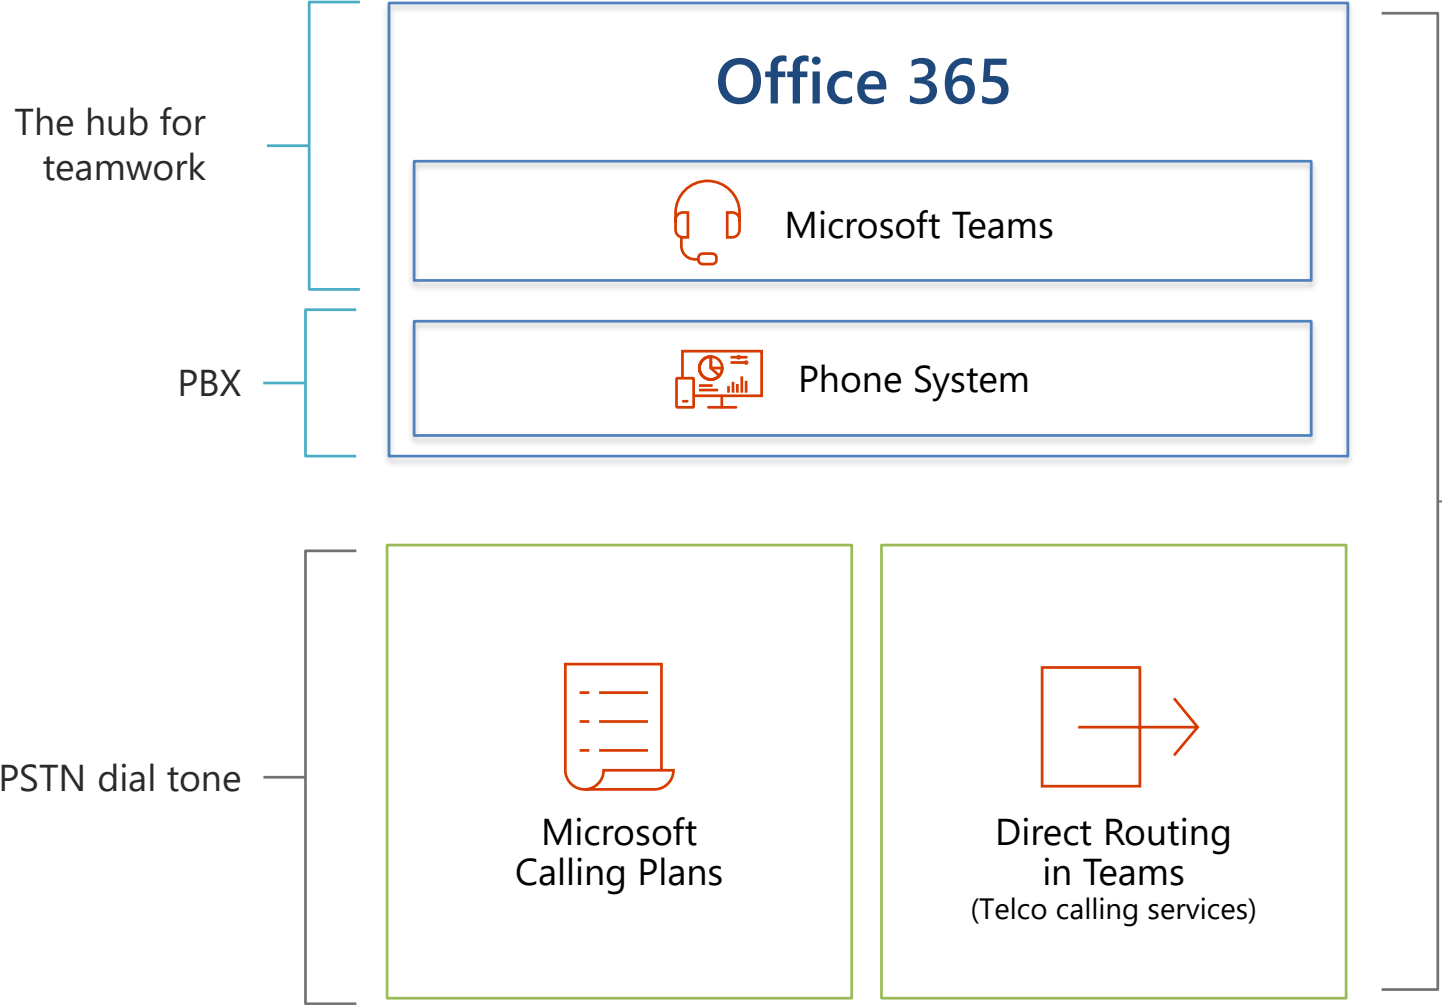 Office 365
The hub for
teamwork
Microsoft Teams
PBX
Phone System
PSTN dial tone
Microsoft
Calling Plans
Direct Routing
in Teams
(Telco calling services)